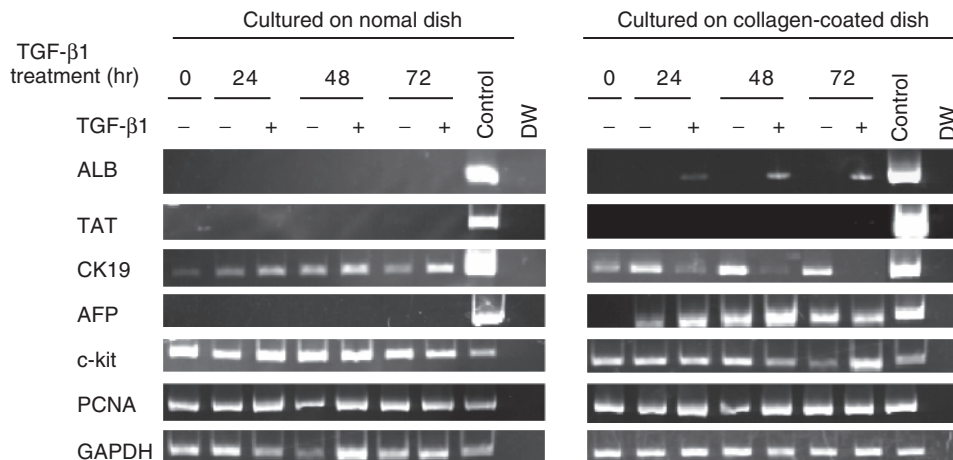 Cultured on nomal dish
Cultured on collagen-coated dish
TGF-β1
treatment (hr)
0 24 48 72 Control DW
0 24 48 72 Control DW
TGF-β1 – – + – + – +
– – + – + – +
ALB
TAT
CK19
AFP
c-kit
PCNA
GAPDH